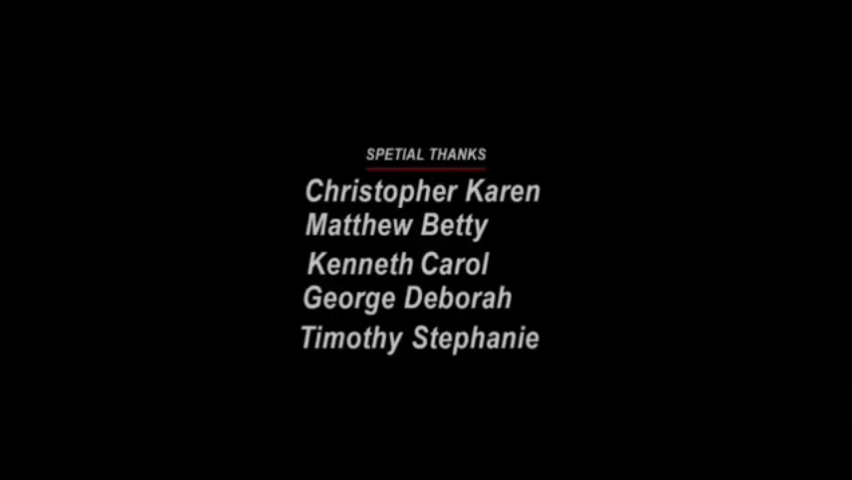 SPETIAL THANKS
Christopher Karen
Matthew Betty
Kenneth Carol
George Deborah
Timothy Stephanie